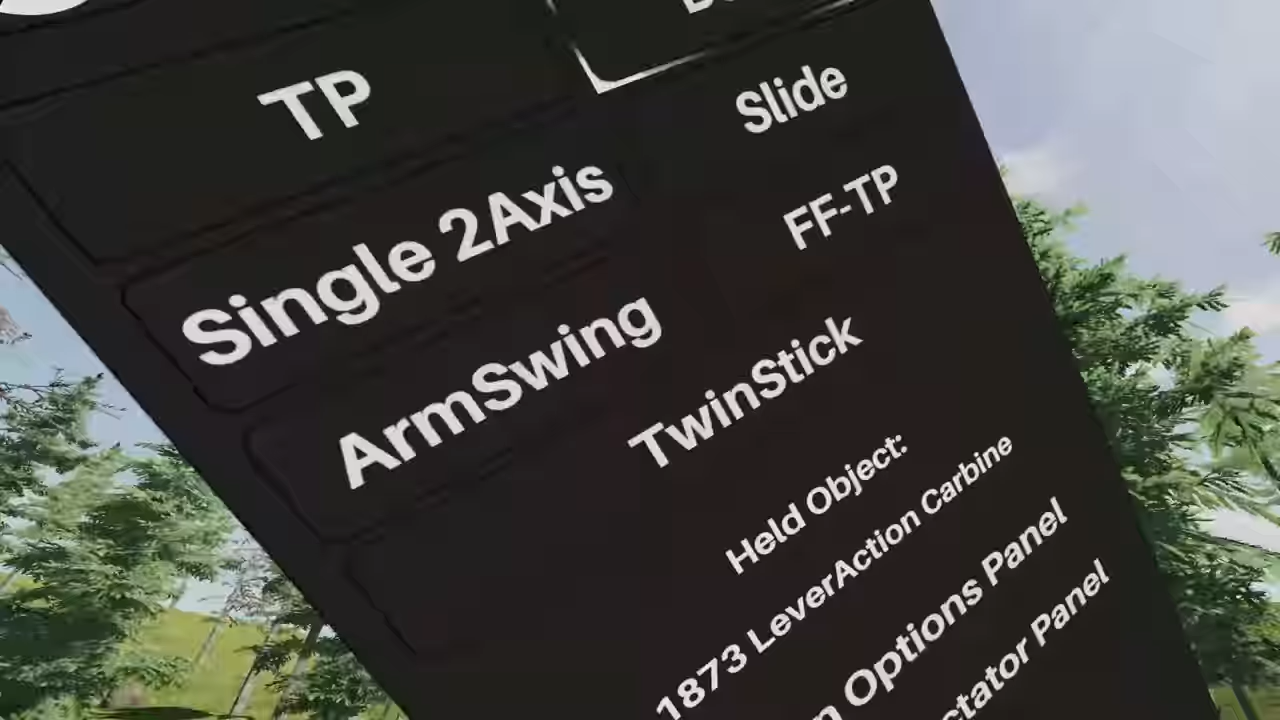 TP
Slide
Single 2Axis
FF-TP
ArmSwing
TwinStick
Held Object:
1873 LeverAction Carbine
Options Panel
Panel